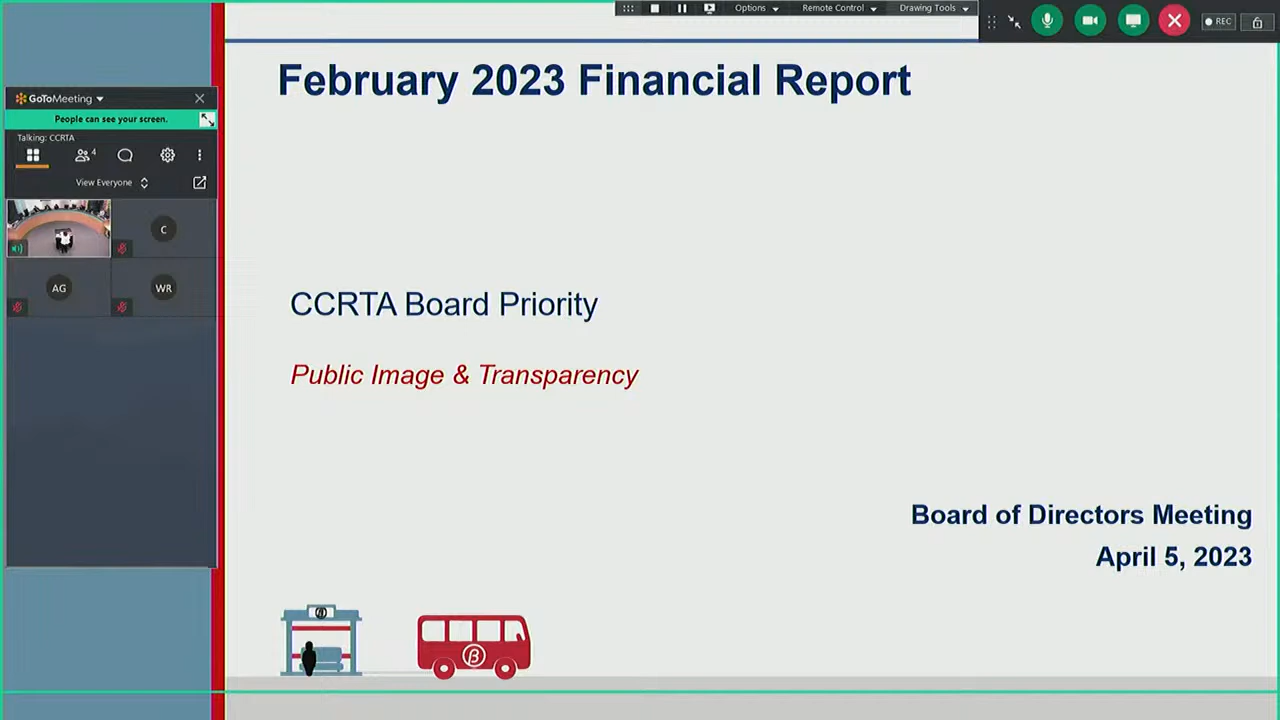 Options
Remote Control
Drawing Tools
REC
February 2023 Financial Report
GoToMeeting
People can see your screen.
Talking: CCRTA
4
View Everyone
C
AG
WR
CCRTA Board Priority
Public Image & Transparency
Board of Directors Meeting
April 5, 2023